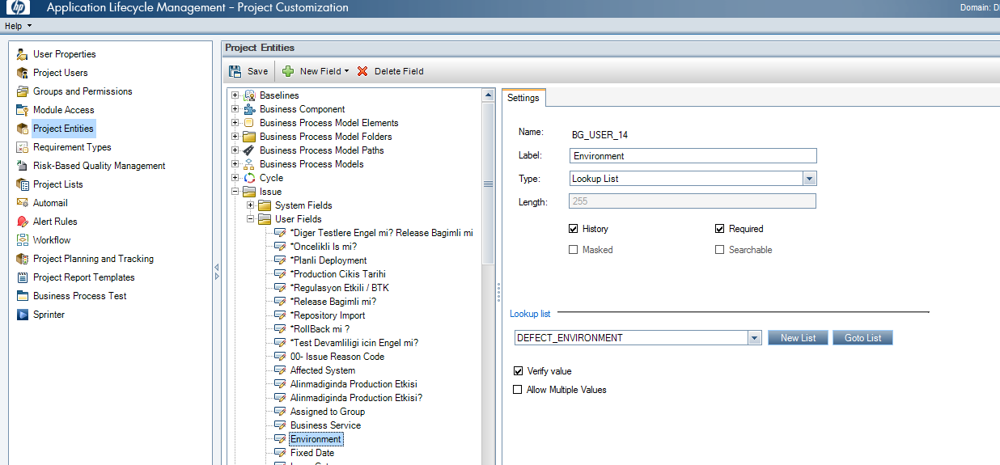 hp
Application Lifecycle Management – Project Customization
Domain: D
Help
User Properties
Project Users
Groups and Permissions
Module Access
Project Entities
Requirement Types
Risk-Based Quality Management
Project Lists
Automail
Alert Rules
Workflow
Project Planning and Tracking
Project Report Templates
Business Process Test
Sprinter
Project Entities
Save
New Field
Delete Field
Baselines
Business Component
Business Process Model Elements
Business Process Model Folders
Business Process Model Paths
Business Process Models
Cycle
Issue
System Fields
User Fields
*Diger Testlere Engel mi? Release Bagimli mi
*Oncelikli Is mi?
*Planli Deployment
*Production Cikis Tarihi
*Regulasyon Etkili / BTK
*Release Bagimli mi?
*Repository Import
*RollBack mi ?
*Test Devamliligi icin Engel mi?
00- Issue Reason Code
Affected System
Alinmadiginda Production Etkisi
Alinmadiginda Production Etkisi?
Assigned to Group
Business Service
Environment
Fixed Date
Settings
Name: BG_USER_14
Label: Environment
Type: Lookup List
Length: 255
History Required
Masked Searchable
Lookup list
DEFECT_ENVIRONMENT New List Goto List
Verify value
Allow Multiple Values